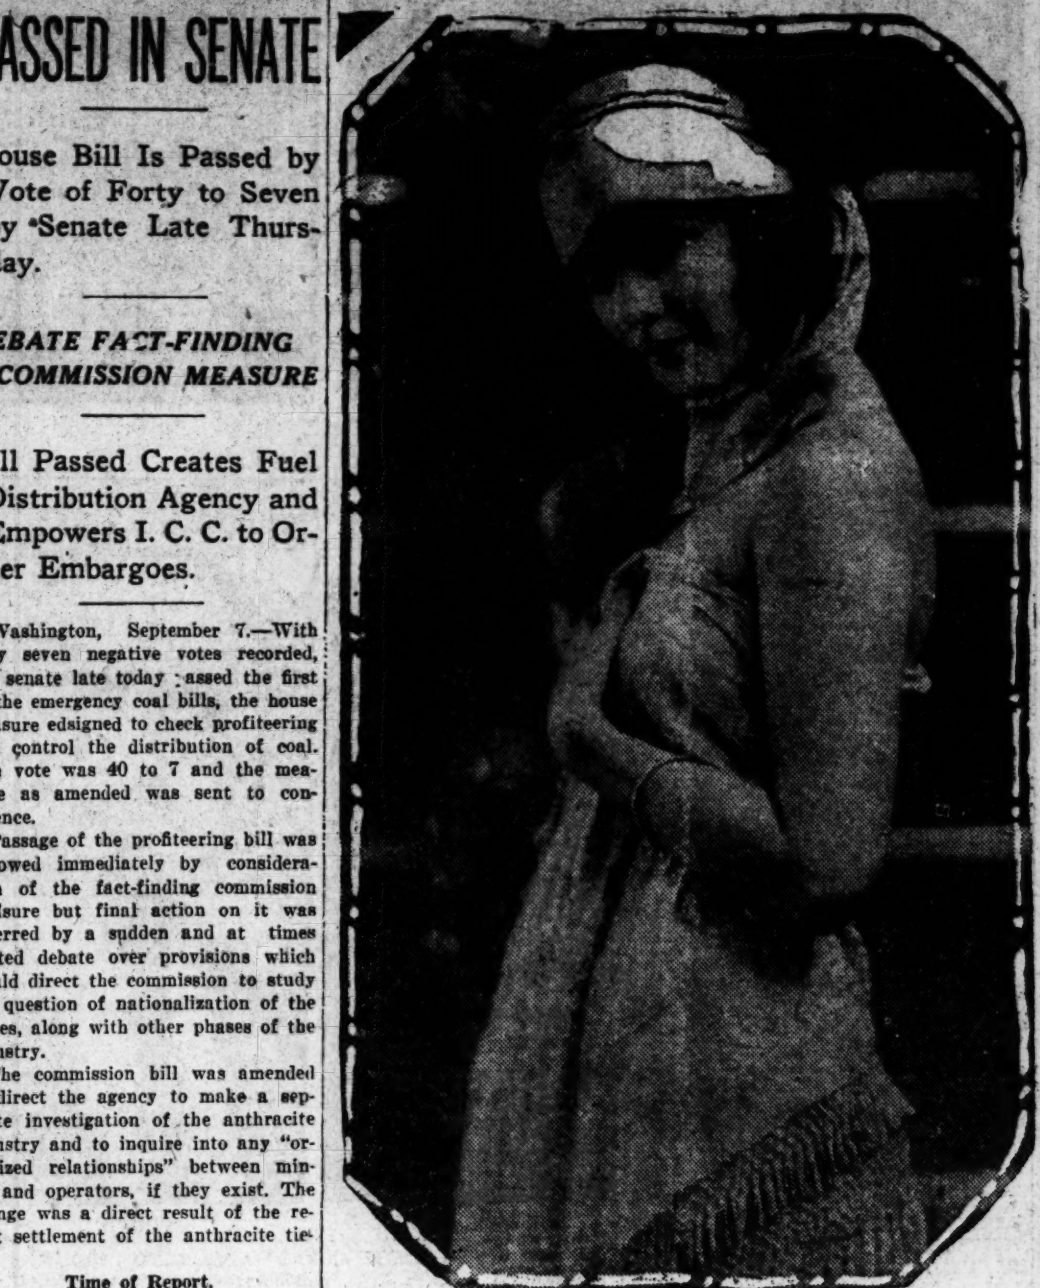 ASSED IN SENATE
ouse Bill Is Passed by
Vote of Forty to Seven
y Senate Late Thurs-
ay.
EBATE FACT-FINDING
COMMISSION MEASURE
ll Passed Creates Fuel
Distribution Agency and
Empowers I. C. C. to Or-
er Embargoes.
Washington, September 7.—With
y seven negative votes recorded,
senate late today assed the first
the emergency coal bills, the house
sure edsigned to check profiteering
control the distribution of coal.
vote was 40 to 7 and the mea-
e as amended was sent to con-
ence.
Passage of the profiteering bill was
owed immediately by considera-
of the fact-finding commission
sure but final action on it was
erred by a sudden and at times
ted debate over provisions which
ld direct the commission to study
question of nationalization of the
es, along with other phases of the
ustry.
he commission bill was amended
direct the agency to make a sep-
te investigation of the anthracite
ustry and to inquire into any "or-
ized relationships" between min-
and operators, if they exist. The
nge was a direct result of the re-
t settlement of the anthracite tie-
Time of Report.